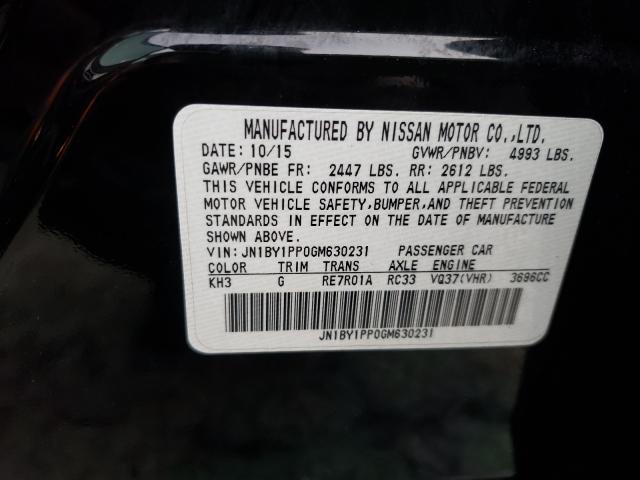 MANUFACTURED BY NISSAN MOTOR CO.,LTD.
DATE: 10/15 GVWR/PNBV: 4993 LBS.
GAWR/PNBE FR: 2447 LBS. RR: 2612 LBS.
THIS VEHICLE CONFORMS TO ALL APPLICABLE FEDERAL
MOTOR VEHICLE SAFETY,BUMPER,AND THEFT PREVENTION
STANDARDS IN EFFECT ON THE DATE OF MANUFACTURE
SHOWN ABOVE.
VIN: JN1BY1PP0GM630231 PASSENGER CAR
COLOR TRIM TRANS AXLE ENGINE
KH3 G RE7R01A RC33 VQ37(VHR) 3696CC
JN1BY1PP0GM630231